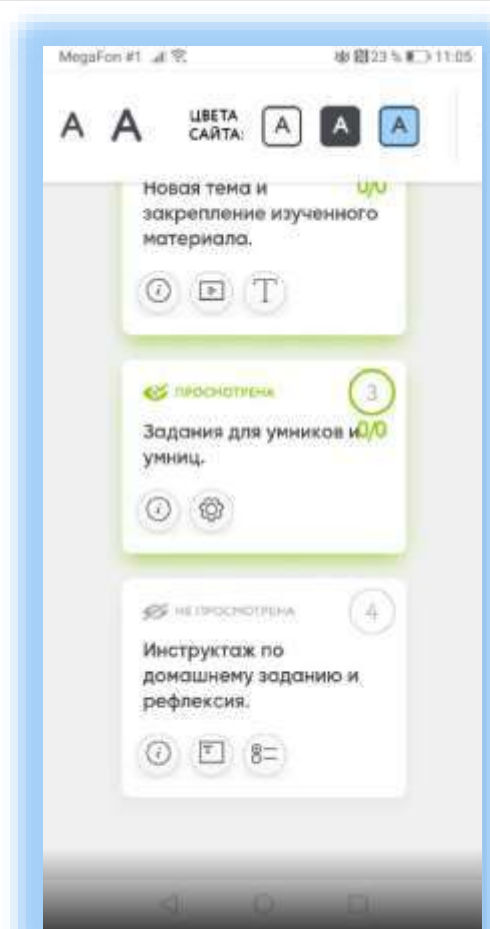 MegaFon #1 23 % 11:05
А А ЦВЕТА САЙТА: А А А
Новая тема и 0/0
закрепление изученного
материала.
i T
ПРОСМОТРЕНА 3
Задания для умников и 0/0
умниц.
i
НЕ ПРОСМОТРЕНА 4
Инструктаж по
домашнему заданию и
рефлексия.
i T 8=